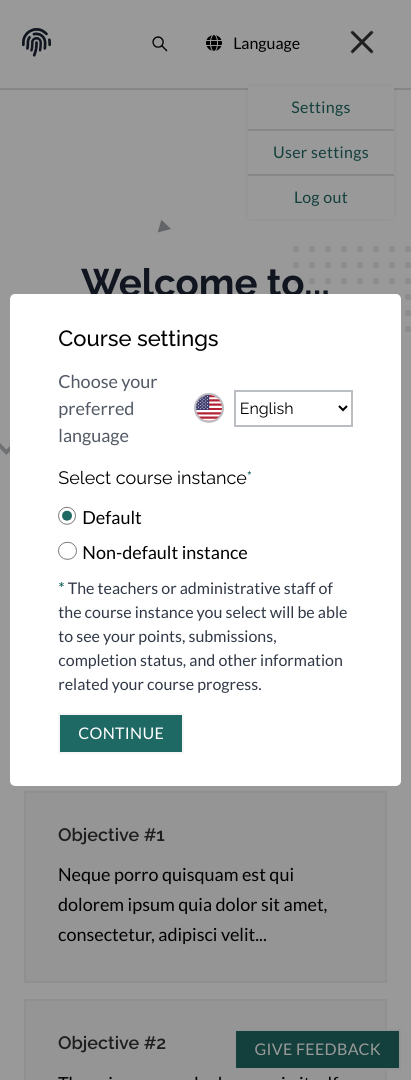 Language
Settings
User settings
Log out
Welcome to...
Course settings
Choose your
preferred
language
English
Select course instance*
Default
Non-default instance
* The teachers or administrative staff of
the course instance you select will be able
to see your points, submissions,
completion status, and other information
related your course progress.
CONTINUE
Objective #1
Neque porro quisquam est qui
dolorem ipsum quia dolor sit amet,
consectetur, adipisci velit...
Objective #2
GIVE FEEDBACK